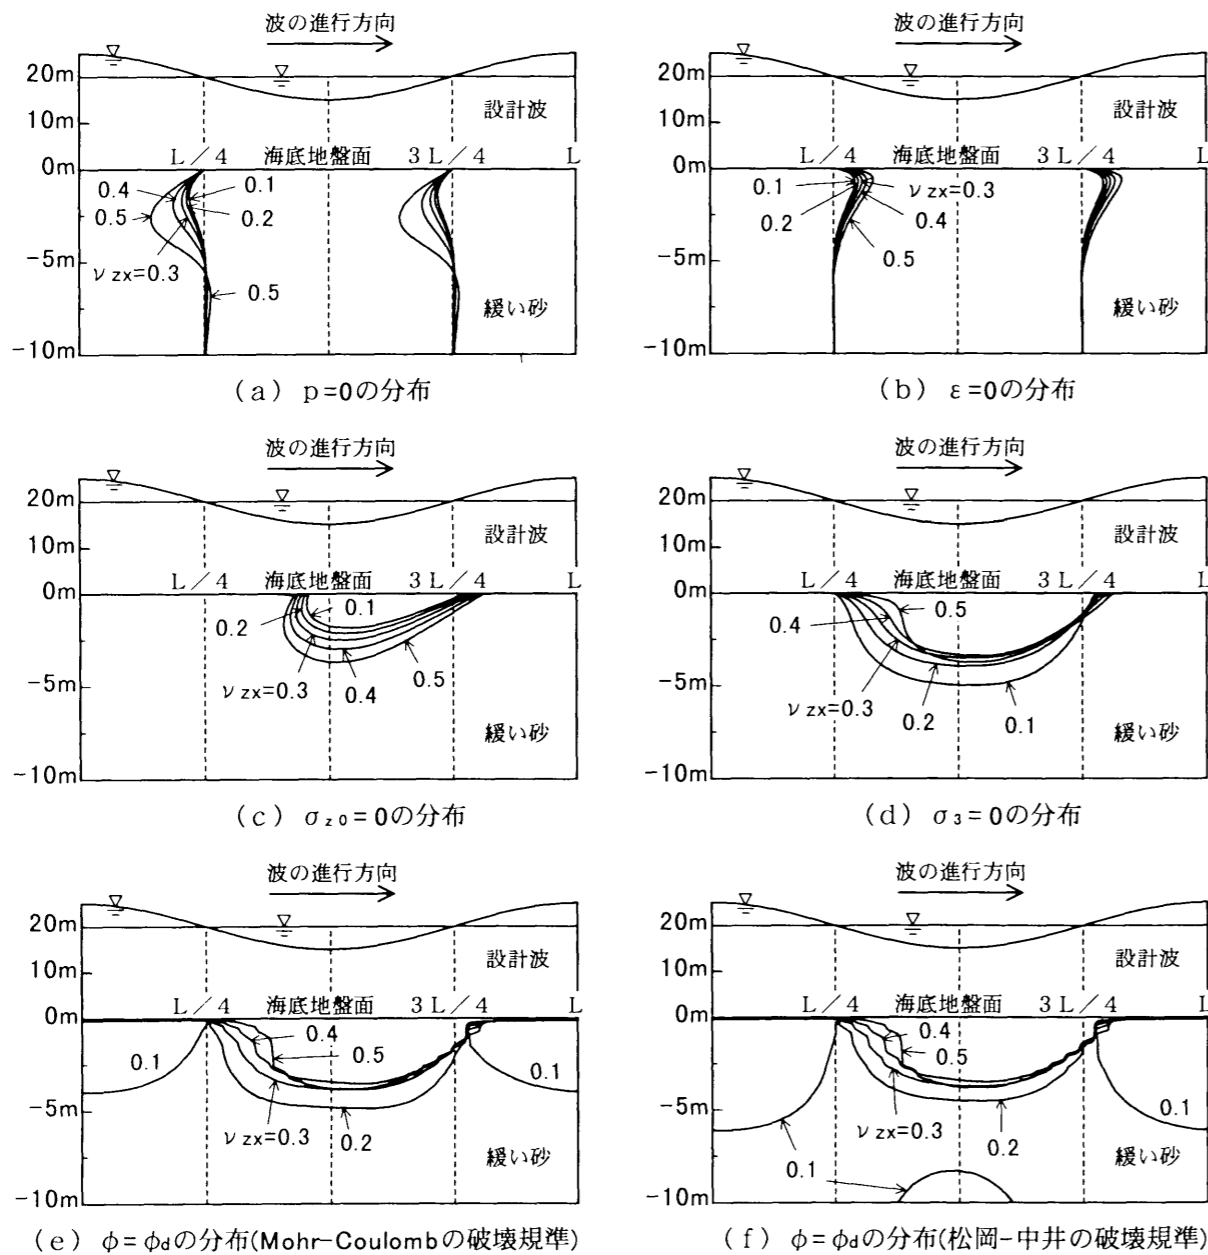 波の進行方向
20m
10m
設計波
L/4 海底地盤面 3L/4 L
0m
0.4
0.1
0.5
0.2
νzx=0.3
-5m
0.5
緩い砂
-10m
(a) p=0の分布
波の進行方向
20m
10m
設計波
L/4 海底地盤面 3L/4 L
0m
0.1
νzx=0.3
0.2
0.4
0.5
-5m
緩い砂
-10m
(b) ε=0の分布
波の進行方向
20m
10m
設計波
L/4 海底地盤面 3L/4 L
0m
0.1
0.2
νzx=0.3
0.4
0.5
-5m
緩い砂
-10m
(c) σz0=0の分布
波の進行方向
20m
10m
設計波
L/4 海底地盤面 3L/4 L
0m
0.5
0.4
-5m
νzx=0.3
0.2
0.1
緩い砂
-10m
(d) σ3=0の分布
波の進行方向
20m
10m
設計波
L/4 海底地盤面 3L/4 L
0m
0.4
0.1
0.5
0.1
-5m
νzx=0.3
0.2
緩い砂
-10m
(e) φ=φdの分布(Mohr-Coulombの破壊規準)
波の進行方向
20m
10m
設計波
L/4 海底地盤面 3L/4 L
0m
0.4
0.5
0.1
-5m
νzx=0.3
0.2
0.1
緩い砂
-10m
(f) φ=φdの分布(松岡-中井の破壊規準)